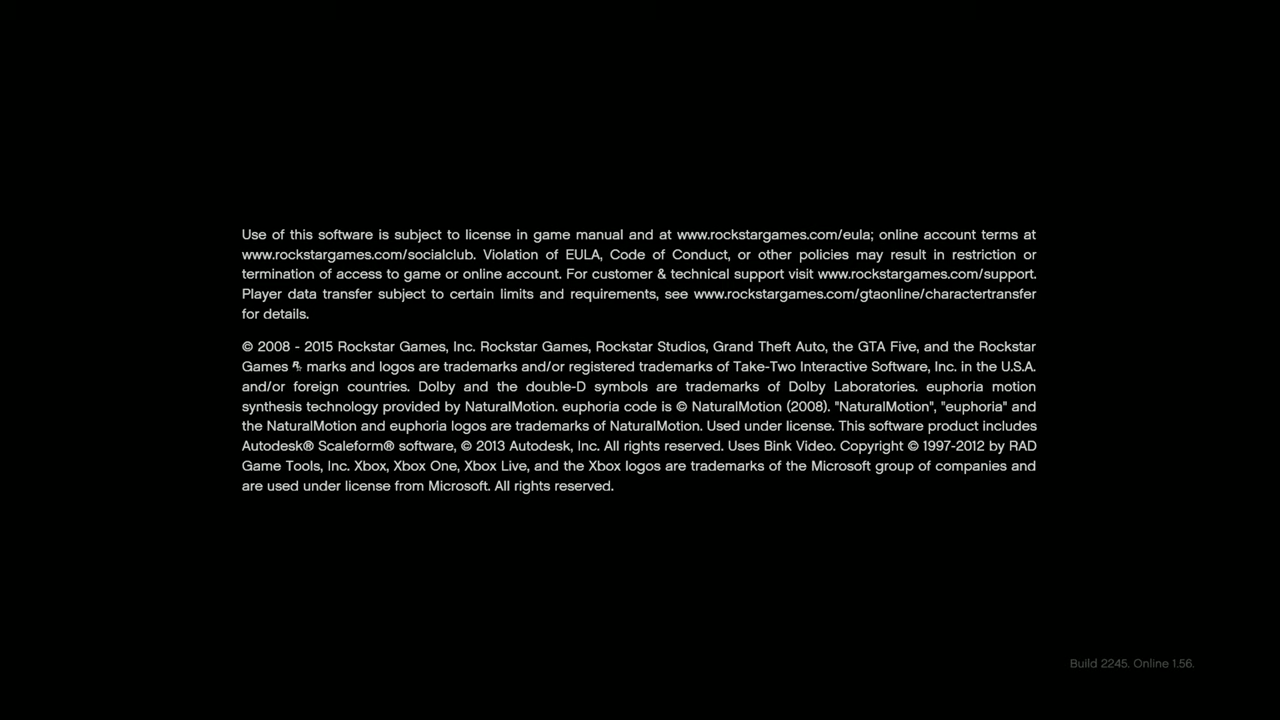 Use of this software is subject to license in game manual and at www.rockstargames.com/eula; online account terms at
www.rockstargames.com/socialclub. Violation of EULA, Code of Conduct, or other policies may result in restriction or
termination of access to game or online account. For customer & technical support visit www.rockstargames.com/support.
Player data transfer subject to certain limits and requirements, see www.rockstargames.com/gtaonline/charactertransfer
for details.
© 2008 - 2015 Rockstar Games, Inc. Rockstar Games, Rockstar Studios, Grand Theft Auto, the GTA Five, and the Rockstar
Games R* marks and logos are trademarks and/or registered trademarks of Take-Two Interactive Software, Inc. in the U.S.A.
and/or foreign countries. Dolby and the double-D symbols are trademarks of Dolby Laboratories. euphoria motion
synthesis technology provided by NaturalMotion. euphoria code is © NaturalMotion (2008). "NaturalMotion", "euphoria" and
the NaturalMotion and euphoria logos are trademarks of NaturalMotion. Used under license. This software product includes
Autodesk® Scaleform® software, © 2013 Autodesk, Inc. All rights reserved. Uses Bink Video. Copyright © 1997-2012 by RAD
Game Tools, Inc. Xbox, Xbox One, Xbox Live, and the Xbox logos are trademarks of the Microsoft group of companies and
are used under license from Microsoft. All rights reserved.
Build 2245. Online 1.56.